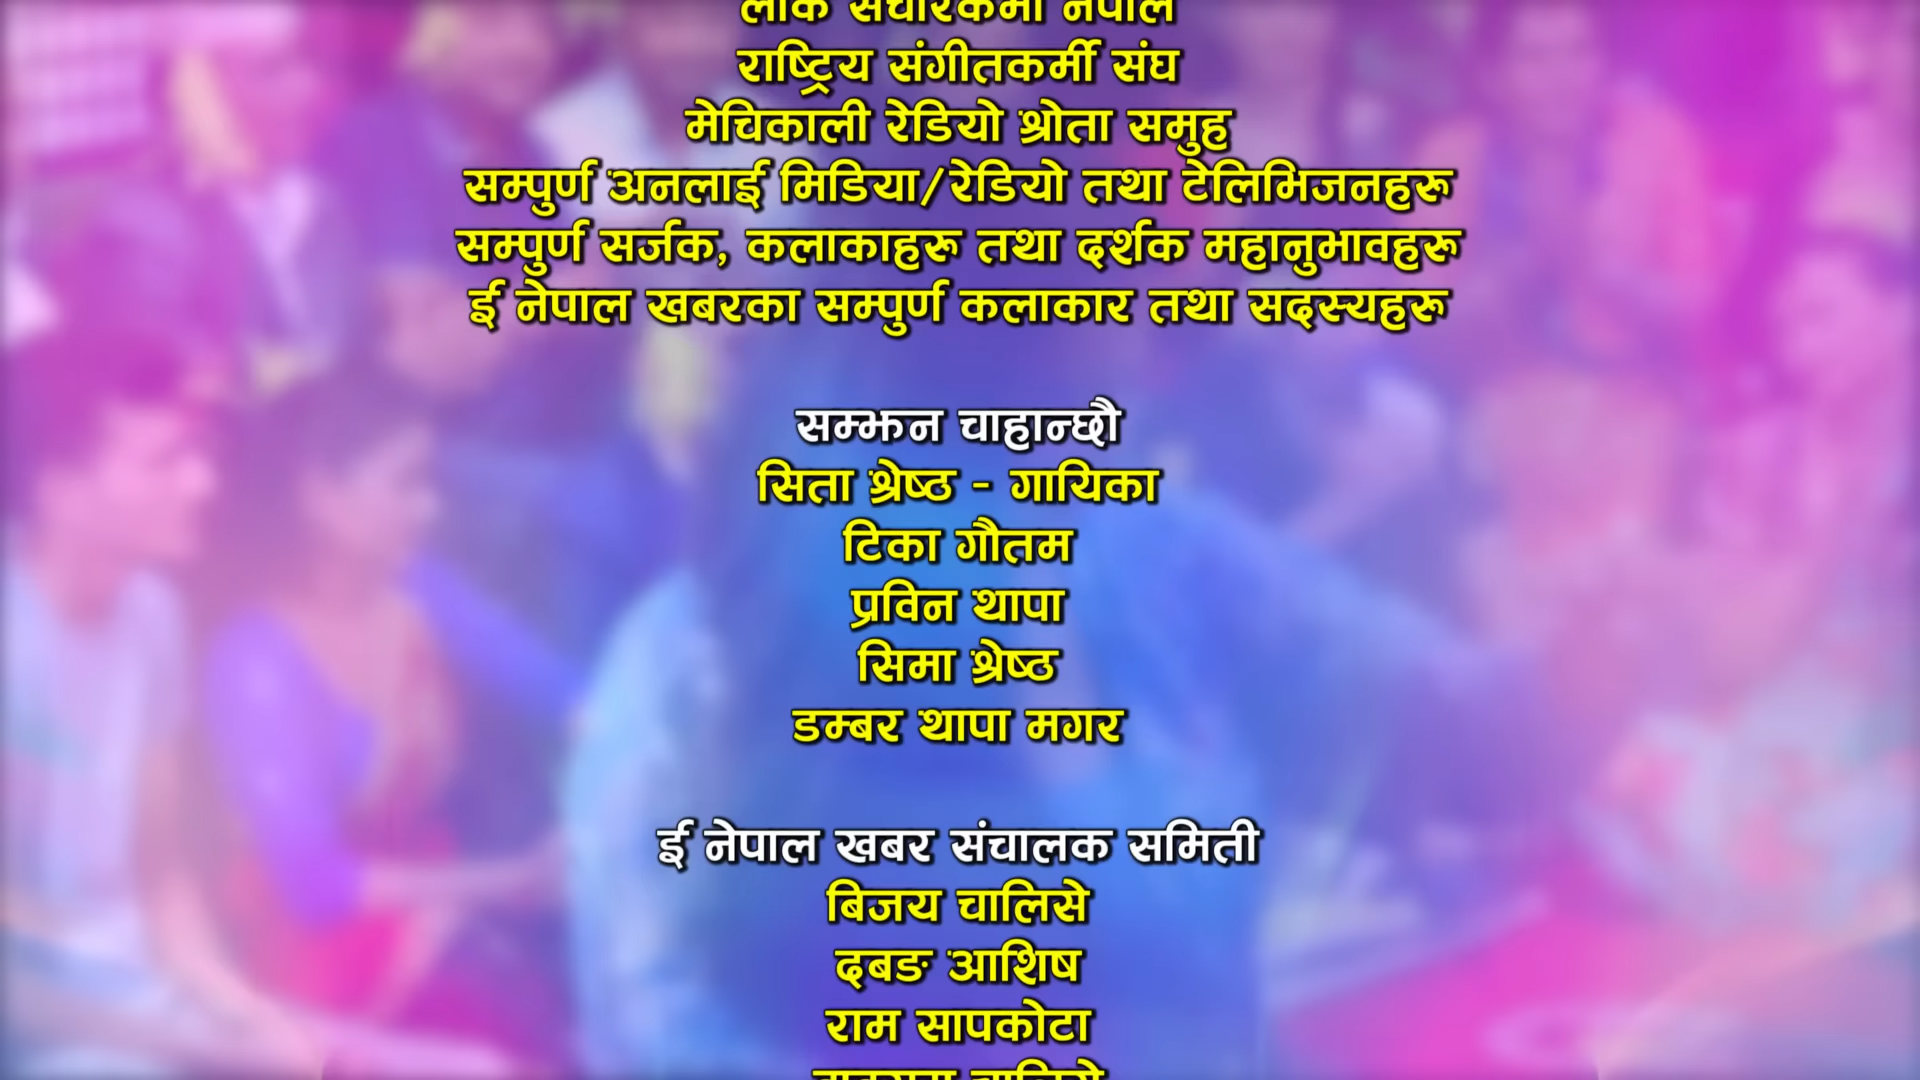 लोक संचारकर्मी नेपाल
राष्ट्रिय संगीतकर्मी संघ
मेचिकाली रेडियो श्रोता समुह
सम्पुर्ण अनलाई मिडिया/रेडियो तथा टेलिभिजनहरू
सम्पुर्ण सर्जक, कलाकाहरू तथा दर्शक महानुभावहरू
ई नेपाल खबरका सम्पुर्ण कलाकार तथा सदस्यहरू
सम्झन चाहान्छौ
सिता श्रेष्ठ - गायिका
टिका गौतम
प्रविन थापा
सिमा श्रेष्ठ
डम्बर थापा मगर
ई नेपाल खबर संचालक समिती
बिजय चालिसे
दबङ आशिष
राम सापकोटा